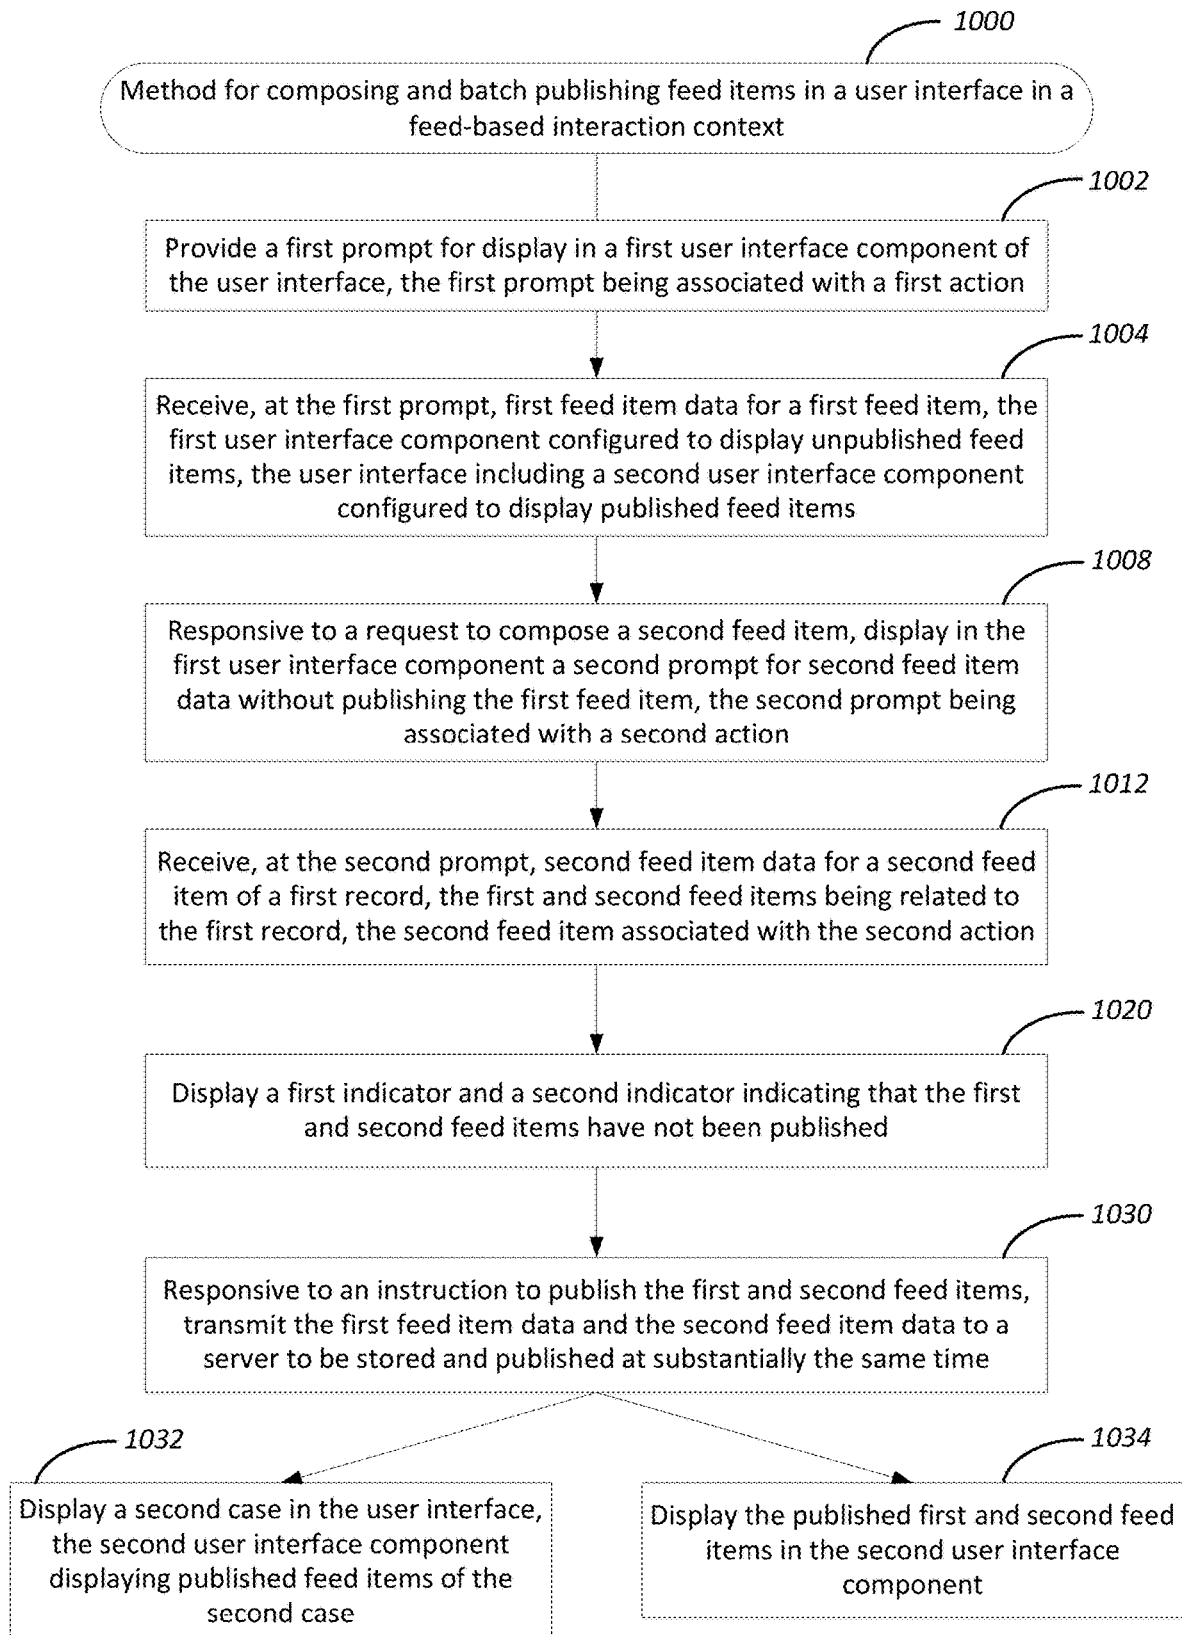 1000
Method for composing and batch publishing feed items in a user interface in a
feed-based interaction context
1002
Provide a first prompt for display in a first user interface component of
the user interface, the first prompt being associated with a first action
1004
Receive, at the first prompt, first feed item data for a first feed item, the
first user interface component configured to display unpublished feed
items, the user interface including a second user interface component
configured to display published feed items
1008
Responsive to a request to compose a second feed item, display in the
first user interface component a second prompt for second feed item
data without publishing the first feed item, the second prompt being
associated with a second action
1012
Receive, at the second prompt, second feed item data for a second feed
item of a first record, the first and second feed items being related to
the first record, the second feed item associated with the second action
1020
Display a first indicator and a second indicator indicating that the first
and second feed items have not been published
1030
Responsive to an instruction to publish the first and second feed items,
transmit the first feed item data and the second feed item data to a
server to be stored and published at substantially the same time
1032
Display a second case in the user interface,
the second user interface component
displaying published feed items of the
second case
1034
Display the published first and second feed
items in the second user interface
component